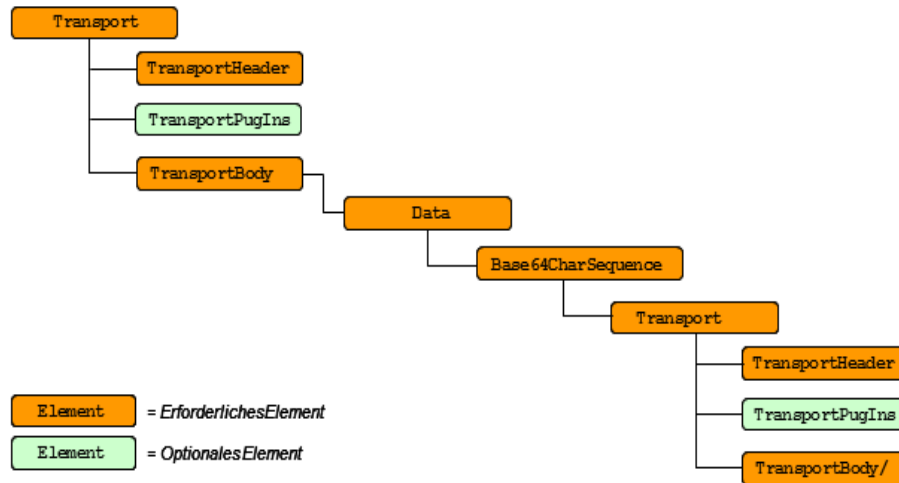 Transport
TransportHeader
TransportPugIns
TransportBody
Data
Base64CharSequence
Transport
TransportHeader
TransportPugIns
TransportBody/
Element = ErforderlichesElement
Element = OptionalesElement